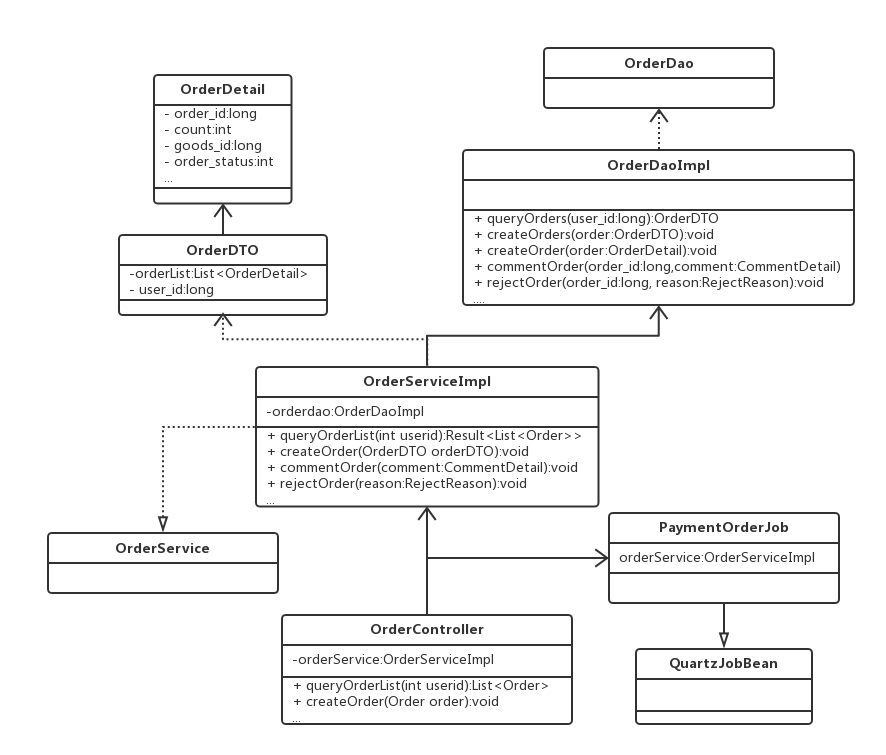 OrderDao
OrderDetail
- order_id:long
- count:int
- goods_id:long
- order_status:int
...
OrderDaoImpl
+ queryOrders(user_id:long):OrderDTO
+ createOrders(order:OrderDTO):void
+ createOrder(order:OrderDetail):void
+ commentOrder(order_id:long,comment:CommentDetail)
+ rejectOrder(order_id:long, reason:RejectReason):void
....
OrderDTO
-orderList:List<OrderDetail>
- user_id:long
OrderServiceImpl
-orderdao:OrderDaoImpl
+ queryOrderList(int userid):Result<List<Order>>
+ createOrder(OrderDTO orderDTO):void
+ commentOrder(comment:CommentDetail):void
+ rejectOrder(reason:RejectReason):void
...
OrderService
PaymentOrderJob
orderService:OrderServiceImpl
OrderController
-orderService:OrderServiceImpl
+ queryOrderList(int userid):List<Order>
+ createOrder(Order order):void
...
QuartzJobBean